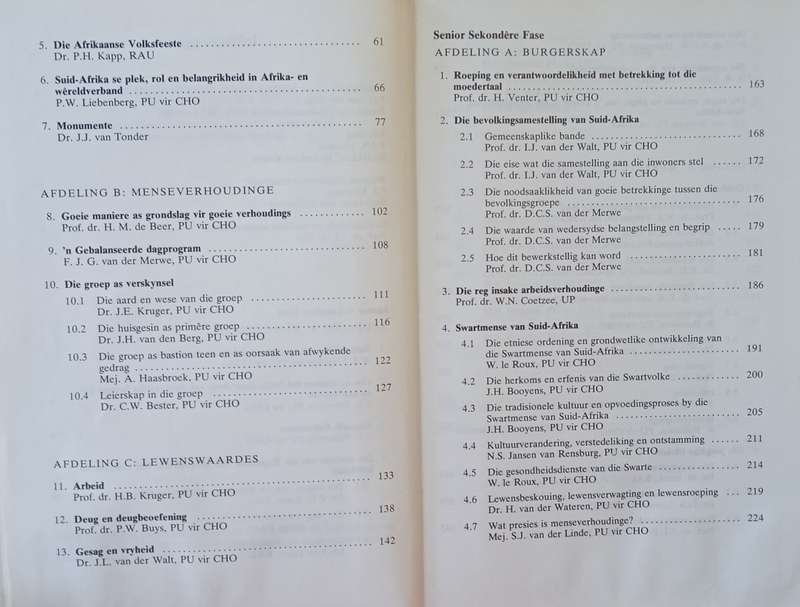 5. Die Afrikaanse Volksfeeste ................................ 61
Dr. P.H. Kapp, RAU
6. Suid-Afrika se plek, rol en belangrikheid in Afrika- en
wêreldverband ............................................ 66
P.W. Liebenberg, PU vir CHO
7. Monumente .............................................. 77
Dr. J.J. van Tonder
AFDELING B: MENSEVERHOUDINGE
8. Goeie maniere as grondslag vir goeie verhoudings ............. 102
Prof. dr. H. M. de Beer, PU vir CHO
9. 'n Gebalanseerde dagprogram .............................. 108
F. J. G. van der Merwe, PU vir CHO
10. Die groep as verskynsel
10.1 Die aard en wese van die groep ...................... 111
Dr. J.E. Kruger, PU vir CHO
10.2 Die huisgesin as primêre groep ....................... 116
Dr. J.H. van den Berg, PU vir CHO
10.3 Die groep as bastion teen en as oorsaak van afwykende
gedrag ............................................ 122
Mej. A. Haasbroek, PU vir CHO
10.4 Leierskap in die groep .............................. 127
Dr. C.W. Bester, PU vir CHO
AFDELING C: LEWENSWAARDES
11. Arbeid ................................................. 133
Prof. dr. H.B. Kruger, PU vir CHO
12. Deug en deugbeoefening ................................. 138
Prof. dr. P.W. Buys, PU vir CHO
13. Gesag en vryheid ........................................ 142
Dr. J.L. van der Walt, PU vir CHO
Senior Sekondêre Fase
AFDELING A: BURGERSKAP
1. Roeping en verantwoordelikheid met betrekking tot die
moedertaal ............................................. 163
Prof. dr. H. Venter, PU vir CHO
2. Die bevolkingsamestelling van Suid-Afrika
2.1 Gemeenskaplike bande .............................. 168
Prof. dr. I.J. van der Walt, PU vir CHO
2.2 Die eise wat die samestelling aan die inwoners stel ...... 172
Prof. dr. I.J. van der Walt, PU vir CHO
2.3 Die noodsaaklikheid van goeie betrekkinge tussen die
bevolkingsgroepe ................................... 176
Prof. dr. D.C.S. van der Merwe
2.4 Die waarde van wedersydse belangstelling en begrip ..... 179
Prof. dr. D.C.S. van der Merwe
2.5 Hoe dit bewerkstellig kan word ...................... 181
Prof. dr. D.C.S. van der Merwe
3. Die reg insake arbeidsverhoudinge .......................... 186
Prof. dr. W.N. Coetzee, UP
4. Swartmense van Suid-Afrika
4.1 Die etniese ordening en grondwetlike ontwikkeling van
die Swartmense van Suid-Afrika ...................... 191
W. le Roux, PU vir CHO
4.2 Die herkoms en erfenis van die Swartvolke ............. 200
J.H. Booyens, PU vir CHO
4.3 Die tradisionele kultuur en opvoedingsproses by die
Swartmense van Suid-Afrika ......................... 205
J.H. Booyens, PU vir CHO
4.4 Kultuurverandering, verstedeliking en ontstamming ...... 211
N.S. Jansen van Rensburg, PU vir CHO
4.5 Die gesondheidsdienste van die Swarte ................ 214
W. le Roux, PU vir CHO
4.6 Lewensbeskouing, lewensverwagting en lewensroeping ... 219
Dr. H. van der Wateren, PU vir CHO
4.7 Wat presies is menseverhoudinge? .................... 224
Mej. S.J. van der Linde, PU vir CHO